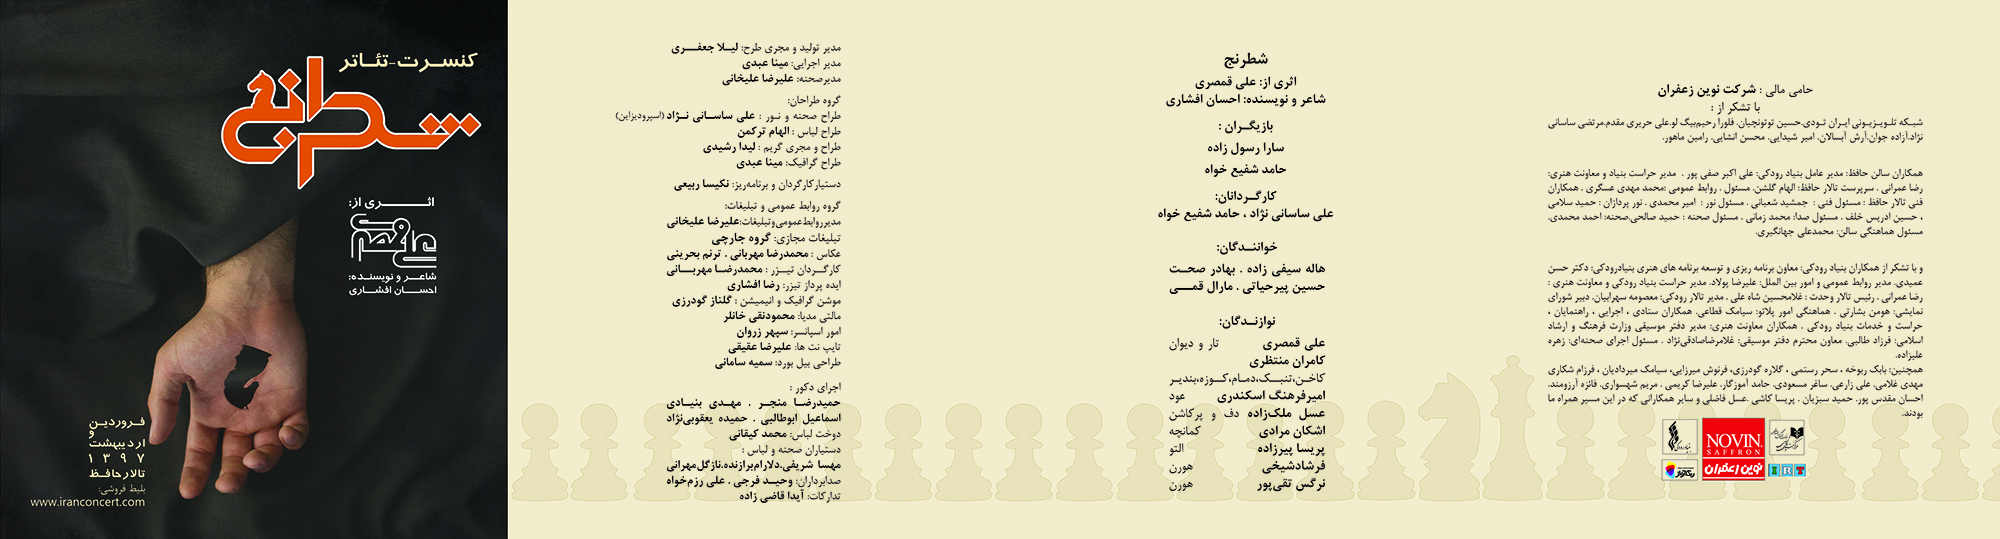 کنسرت-تئاتر
شطرنج
اثری از:
علی قمصری
شاعر و نویسنده:
احسان افشاری
فروردین
و
اردیبهشت
۱۳۹۷
تالار حافظ
بلیط فروشی:
www.iranconcert.com
مدیر تولید و مجری طرح: لیلا جعفری
مدیر اجرایی: مینا عبدی
مدیرصحنه: علیرضا علیخانی
گروه طراحان:
طراح صحنه و نور : علی ساسانی نژاد (اسپرودیزاین)
طراح لباس : الهام ترکمن
طراح و مجری گریم : لیدا رشیدی
طراح گرافیک: مینا عبدی
دستیارکارگردان و برنامه‌ریز: نکیسا ربیعی
گروه روابط عمومی و تبلیغات:
مدیرروابط‌عمومی‌وتبلیغات:علیرضا علیخانی
تبلیغات مجازی: گروه جارچی
عکاس : محمدرضا مهربانی . ترنم بحرینی
کارگردان تیزر : محمدرضا مهربانی
ایده پرداز تیزر: رضا افشاری
موشن گرافیک و انیمیشن : گلناز گودرزی
مالتی مدیا: محمودنقی خانلر
امور اسپانسر: سپهر زروان
تایپ نت ها: علیرضا عقیقی
طراحی بیل بورد: سمیه سامانی
اجرای دکور :
حمیدرضا منجر . مهدی بنیادی
اسماعیل ابوطالبی . حمیده یعقوبی‌نژاد
دوخت لباس: محمد کیقانی
دستیاران صحنه و لباس :
مهسا شریفی.دلارام‌برازنده.نازگل‌مهرانی
صدابرداران: وحید فرجی . علی رزم‌خواه
تدارکات: آیدا قاضی زاده
شطرنج
اثری از: علی قمصری
شاعر و نویسنده: احسان افشاری
بازیگران :
سارا رسول زاده
حامد شفیع خواه
کارگردانان:
علی ساسانی نژاد ، حامد شفیع خواه
خوانندگان:
هاله سیفی زاده . بهادر صحت
حسین پیرحیاتی . مارال قمی
نوازندگان:
علی قمصری تار و دیوان
کامران منتظری
کاخن،تنبک،دمام،کوزه،بندیر
امیرفرهنگ اسکندری عود
عسل ملک‌زاده دف و پرکاشن
اشکان مرادی کمانچه
پریسا پیرزاده التو
فرشادشیخی هورن
نرگس تقی‌پور هورن
حامی مالی : شرکت نوین زعفران
با تشکر از :
شبکه تلویزیونی ایران تودی.حسین توتونچیان. فلورا رحیم‌بیگ لو.علی حریری مقدم.مرتضی ساسانی
نژاد.آزاده جوان.آرش آبسالان. امیر شیدایی. محسن انشایی. رامین ماهور.
همکاران سالن حافظ: مدیر عامل بنیاد رودکی: علی اکبر صفی پور . مدیر حراست بنیاد و معاونت هنری:
رضا عمرانی . سرپرست تالار حافظ: الهام گلشن. مسئول . روابط عمومی :محمد مهدی عسگری . همکاران
فنی تالار حافظ : مسئول فنی : جمشید شعبانی . مسئول نور : امیر محمدی . نور پردازان : حمید سلامی
، حسین ادریس خلف . مسئول صدا: محمد زمانی . مسئول صحنه : حمید صالحی.صحنه: احمد محمدی.
مسئول هماهنگی سالن: محمدعلی جهانگیری.
و با تشکر از همکاران بنیاد رودکی: معاون برنامه ریزی و توسعه برنامه های هنری بنیادرودکی: دکتر حسن
عمیدی. مدیر روابط عمومی و امور بین الملل: علیرضا پولاد. مدیر حراست بنیاد رودکی و معاونت هنری :
رضا عمرانی . رئیس تالار وحدت : غلامحسین شاه علی . مدیر تالار رودکی: معصومه سهرابیان. دبیر شورای
نمایشی: هومن بشارتی . هماهنگی امور پلاتو: سیامک قطاعی. همکاران ستادی ، اجرایی ، راهنمایان ،
حراست و خدمات بنیاد رودکی . همکاران معاونت هنری: مدیر دفتر موسیقی وزارت فرهنگ و ارشاد
اسلامی: فرزاد طالبی. معاون محترم دفتر موسیقی: غلامرضاصادقی‌نژاد . مسئول اجرای صحنه‌ای: زهره
علیزاده.
همچنین: بابک ربوخه ، سحر رستمی ، گلاره گودرزی، فرنوش میرزایی، سیامک میردادیان ، فرزام شکاری
مهدی غلامی. علی زارعی. ساغر مسعودی. حامد آموزگار. علیرضا کریمی . مریم شهسواری. فائزه آرزومند.
احسان مقدس پور. حمید سبزیان . پریسا کاشی .عسل فاضلی و سایر همکارانی که در این مسیر همراه ما
بودند.
NOVIN
SAFFRON
نوین زعفران
بنیاد رودکی
IRT